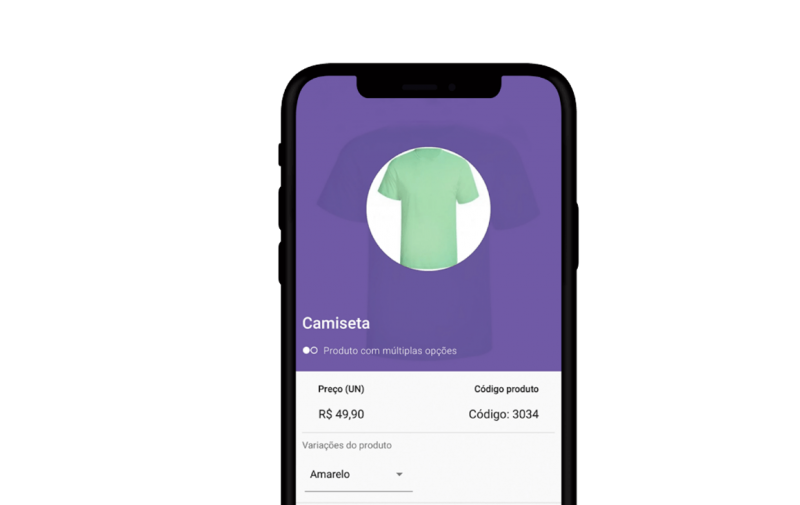 Camiseta
Produto com múltiplas opções
Preço (UN) Código produto
R$ 49,90 Código: 3034
Variações do produto
Amarelo